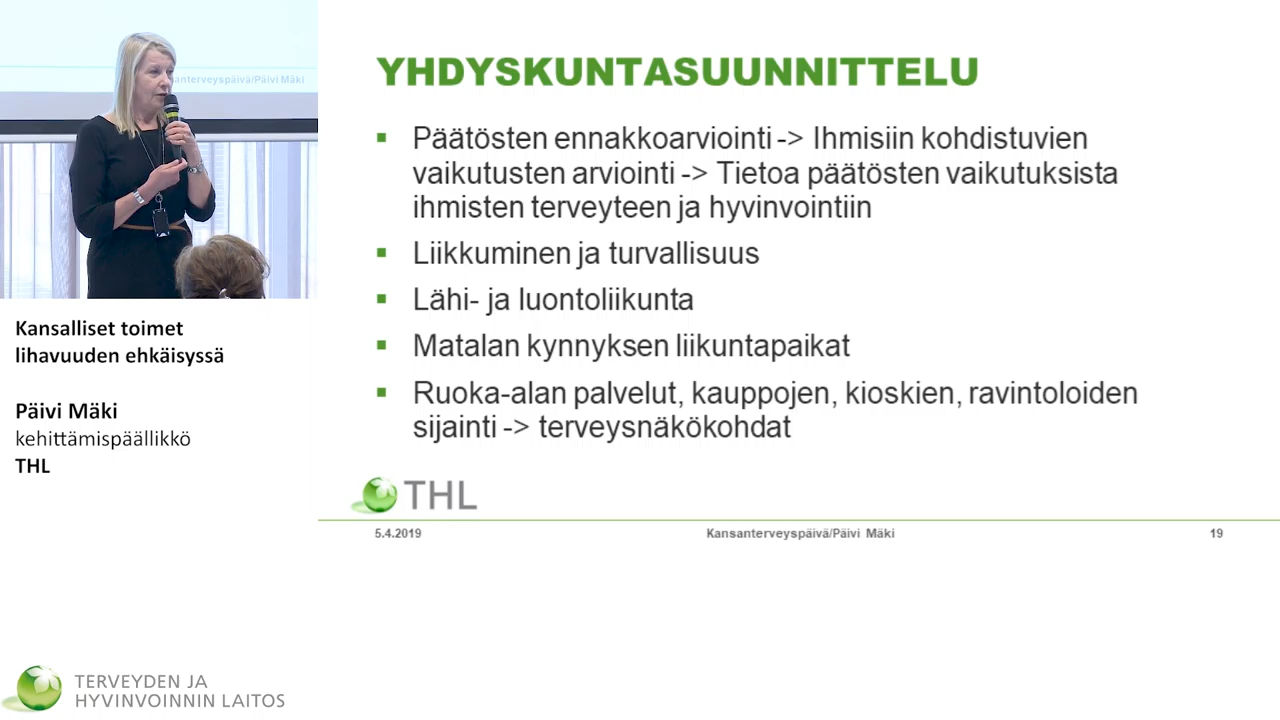 anterveyspäivä/Päivi Mäki
Kansalliset toimet
lihavuuden ehkäisyssä
Päivi Mäki
kehittämispäällikkö
THL
YHDYSKUNTASUUNNITTELU
Päätösten ennakkoarviointi -> Ihmisiin kohdistuvien
vaikutusten arviointi -> Tietoa päätösten vaikutuksista
ihmisten terveyteen ja hyvinvointiin
Liikkuminen ja turvallisuus
Lähi- ja luontoliikunta
Matalan kynnyksen liikuntapaikat
Ruoka-alan palvelut, kauppojen, kioskien, ravintoloiden
sijainti -> terveysnäkökohdat
THL
5.4.2019 Kansanterveyspäivä/Päivi Mäki 19
TERVEYDEN JA
HYVINVOINNIN LAITOS